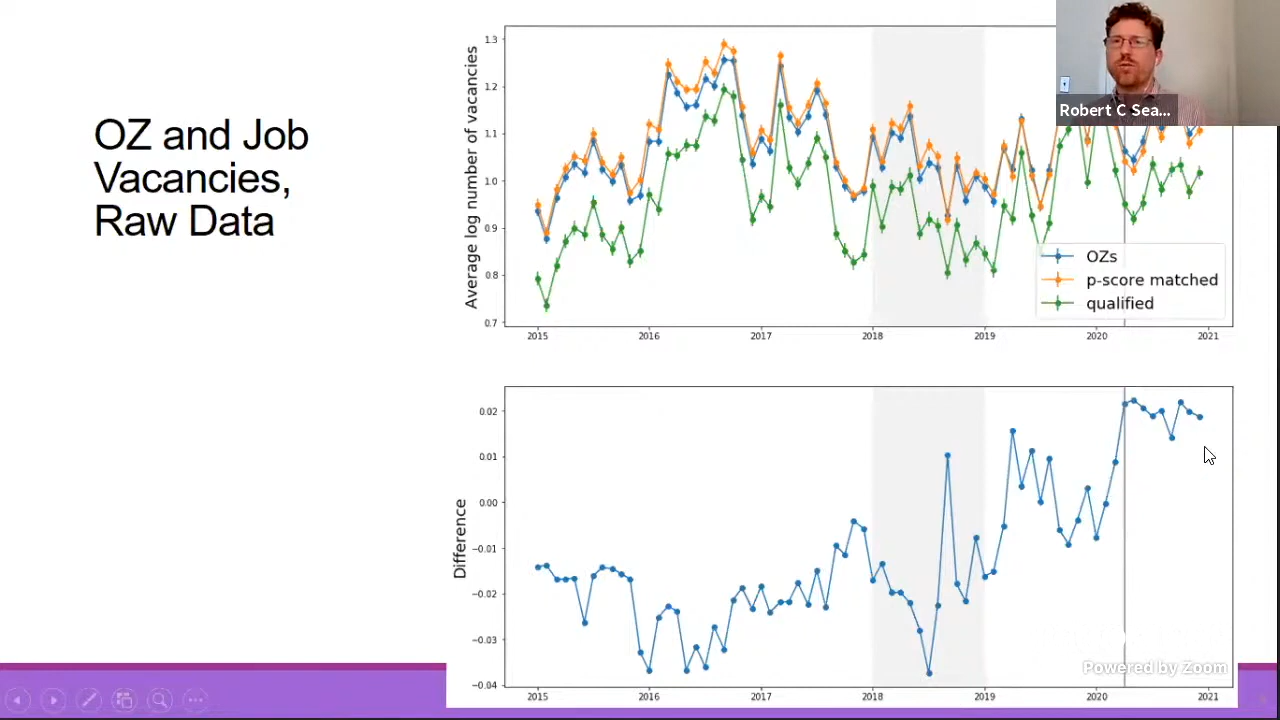 OZ and Job
Vacancies,
Raw Data
Average log number of vacancies
1.3
1.2
1.1
1.0
0.9
0.8
0.7
2015 2016 2017 2018 2019 2020 2021
OZs
p-score matched
qualified
Robert C Sea...
Difference
0.02
0.01
0.00
−0.01
−0.02
−0.03
−0.04
2015 2016 2017 2018 2019 2020 2021
Powered by Zoom